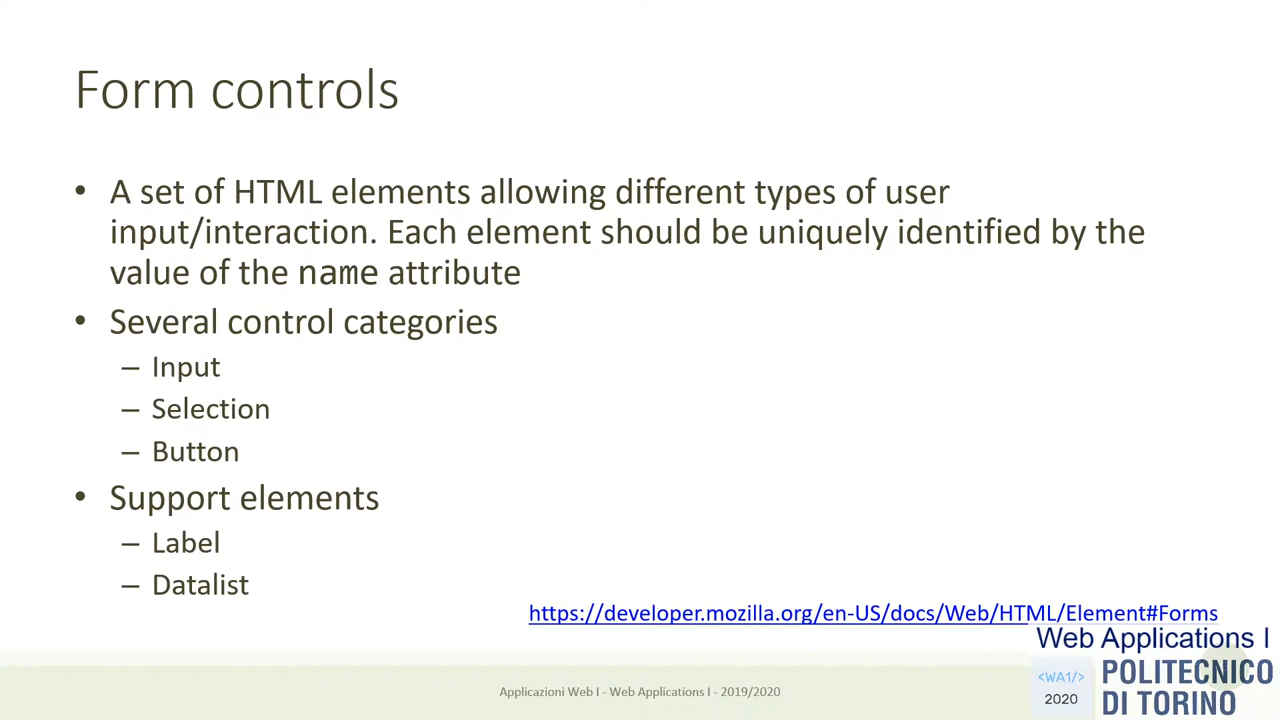 Form controls
• A set of HTML elements allowing different types of user
input/interaction. Each element should be uniquely identified by the
value of the name attribute
• Several control categories
– Input
– Selection
– Button
• Support elements
– Label
– Datalist
https://developer.mozilla.org/en-US/docs/Web/HTML/Element#Forms
Web Applications I
<WA1/>
2020
POLITECNICO
DI TORINO
Applicazioni Web I - Web Applications I - 2019/2020